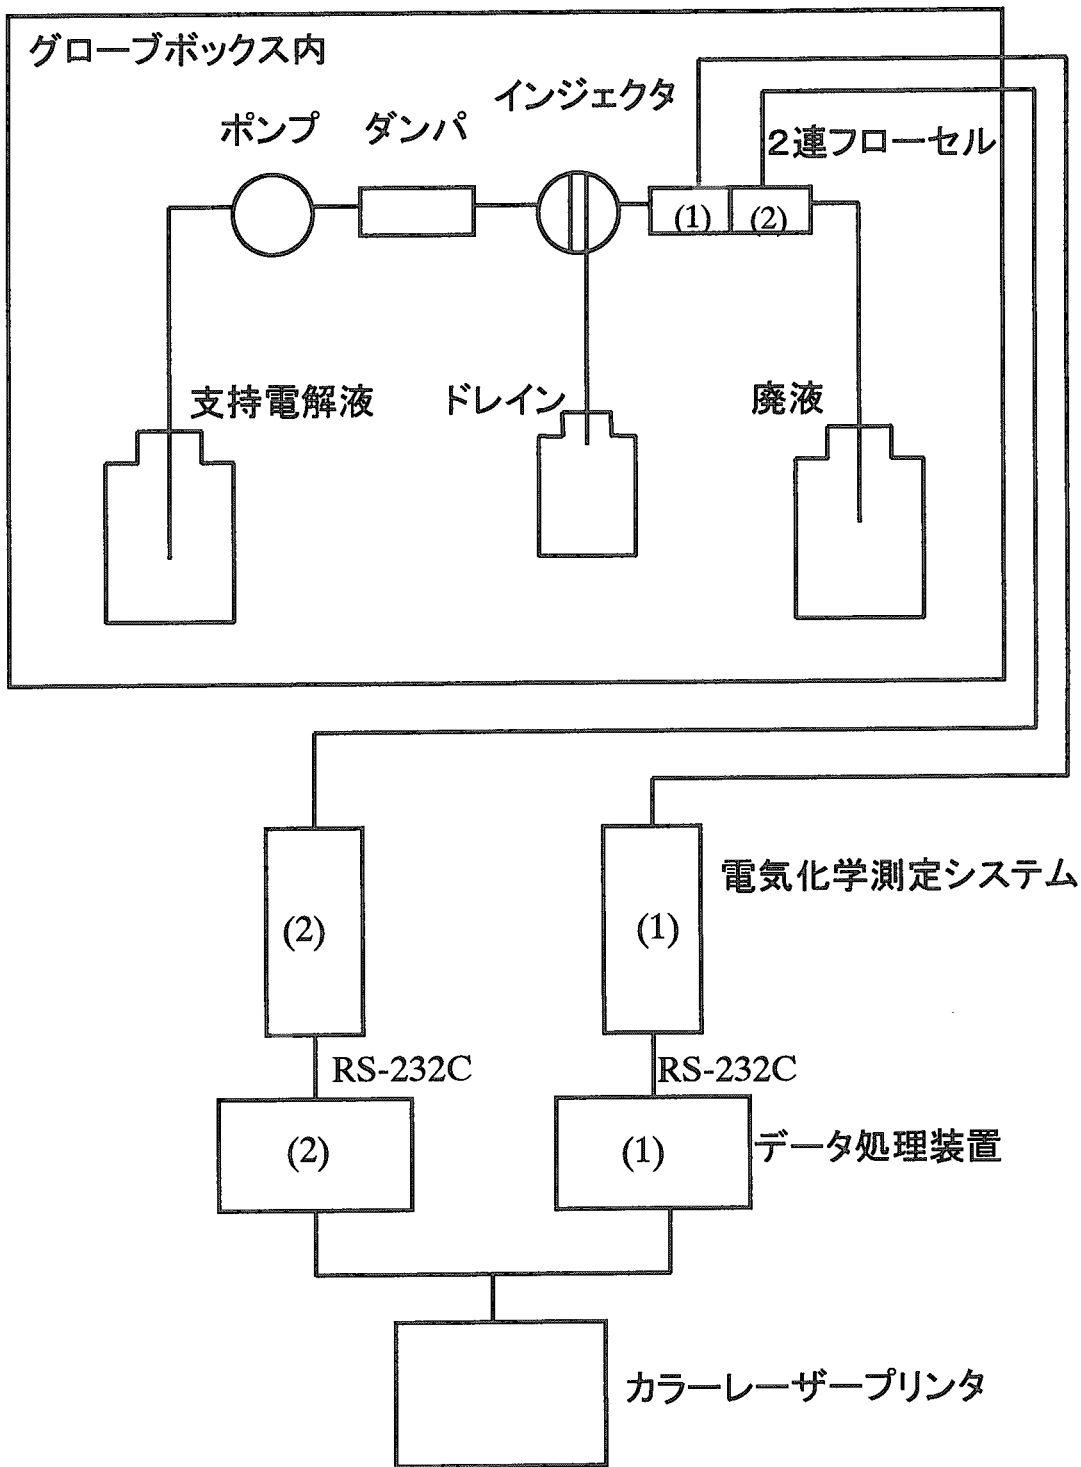 グローブボックス内
インジェクタ
ポンプ
ダンパ
2連フローセル
(1)
(2)
支持電解液
ドレイン
廃液
電気化学測定システム
(2)
(1)
RS-232C
RS-232C
(2)
(1)
データ処理装置
カラーレーザープリンタ